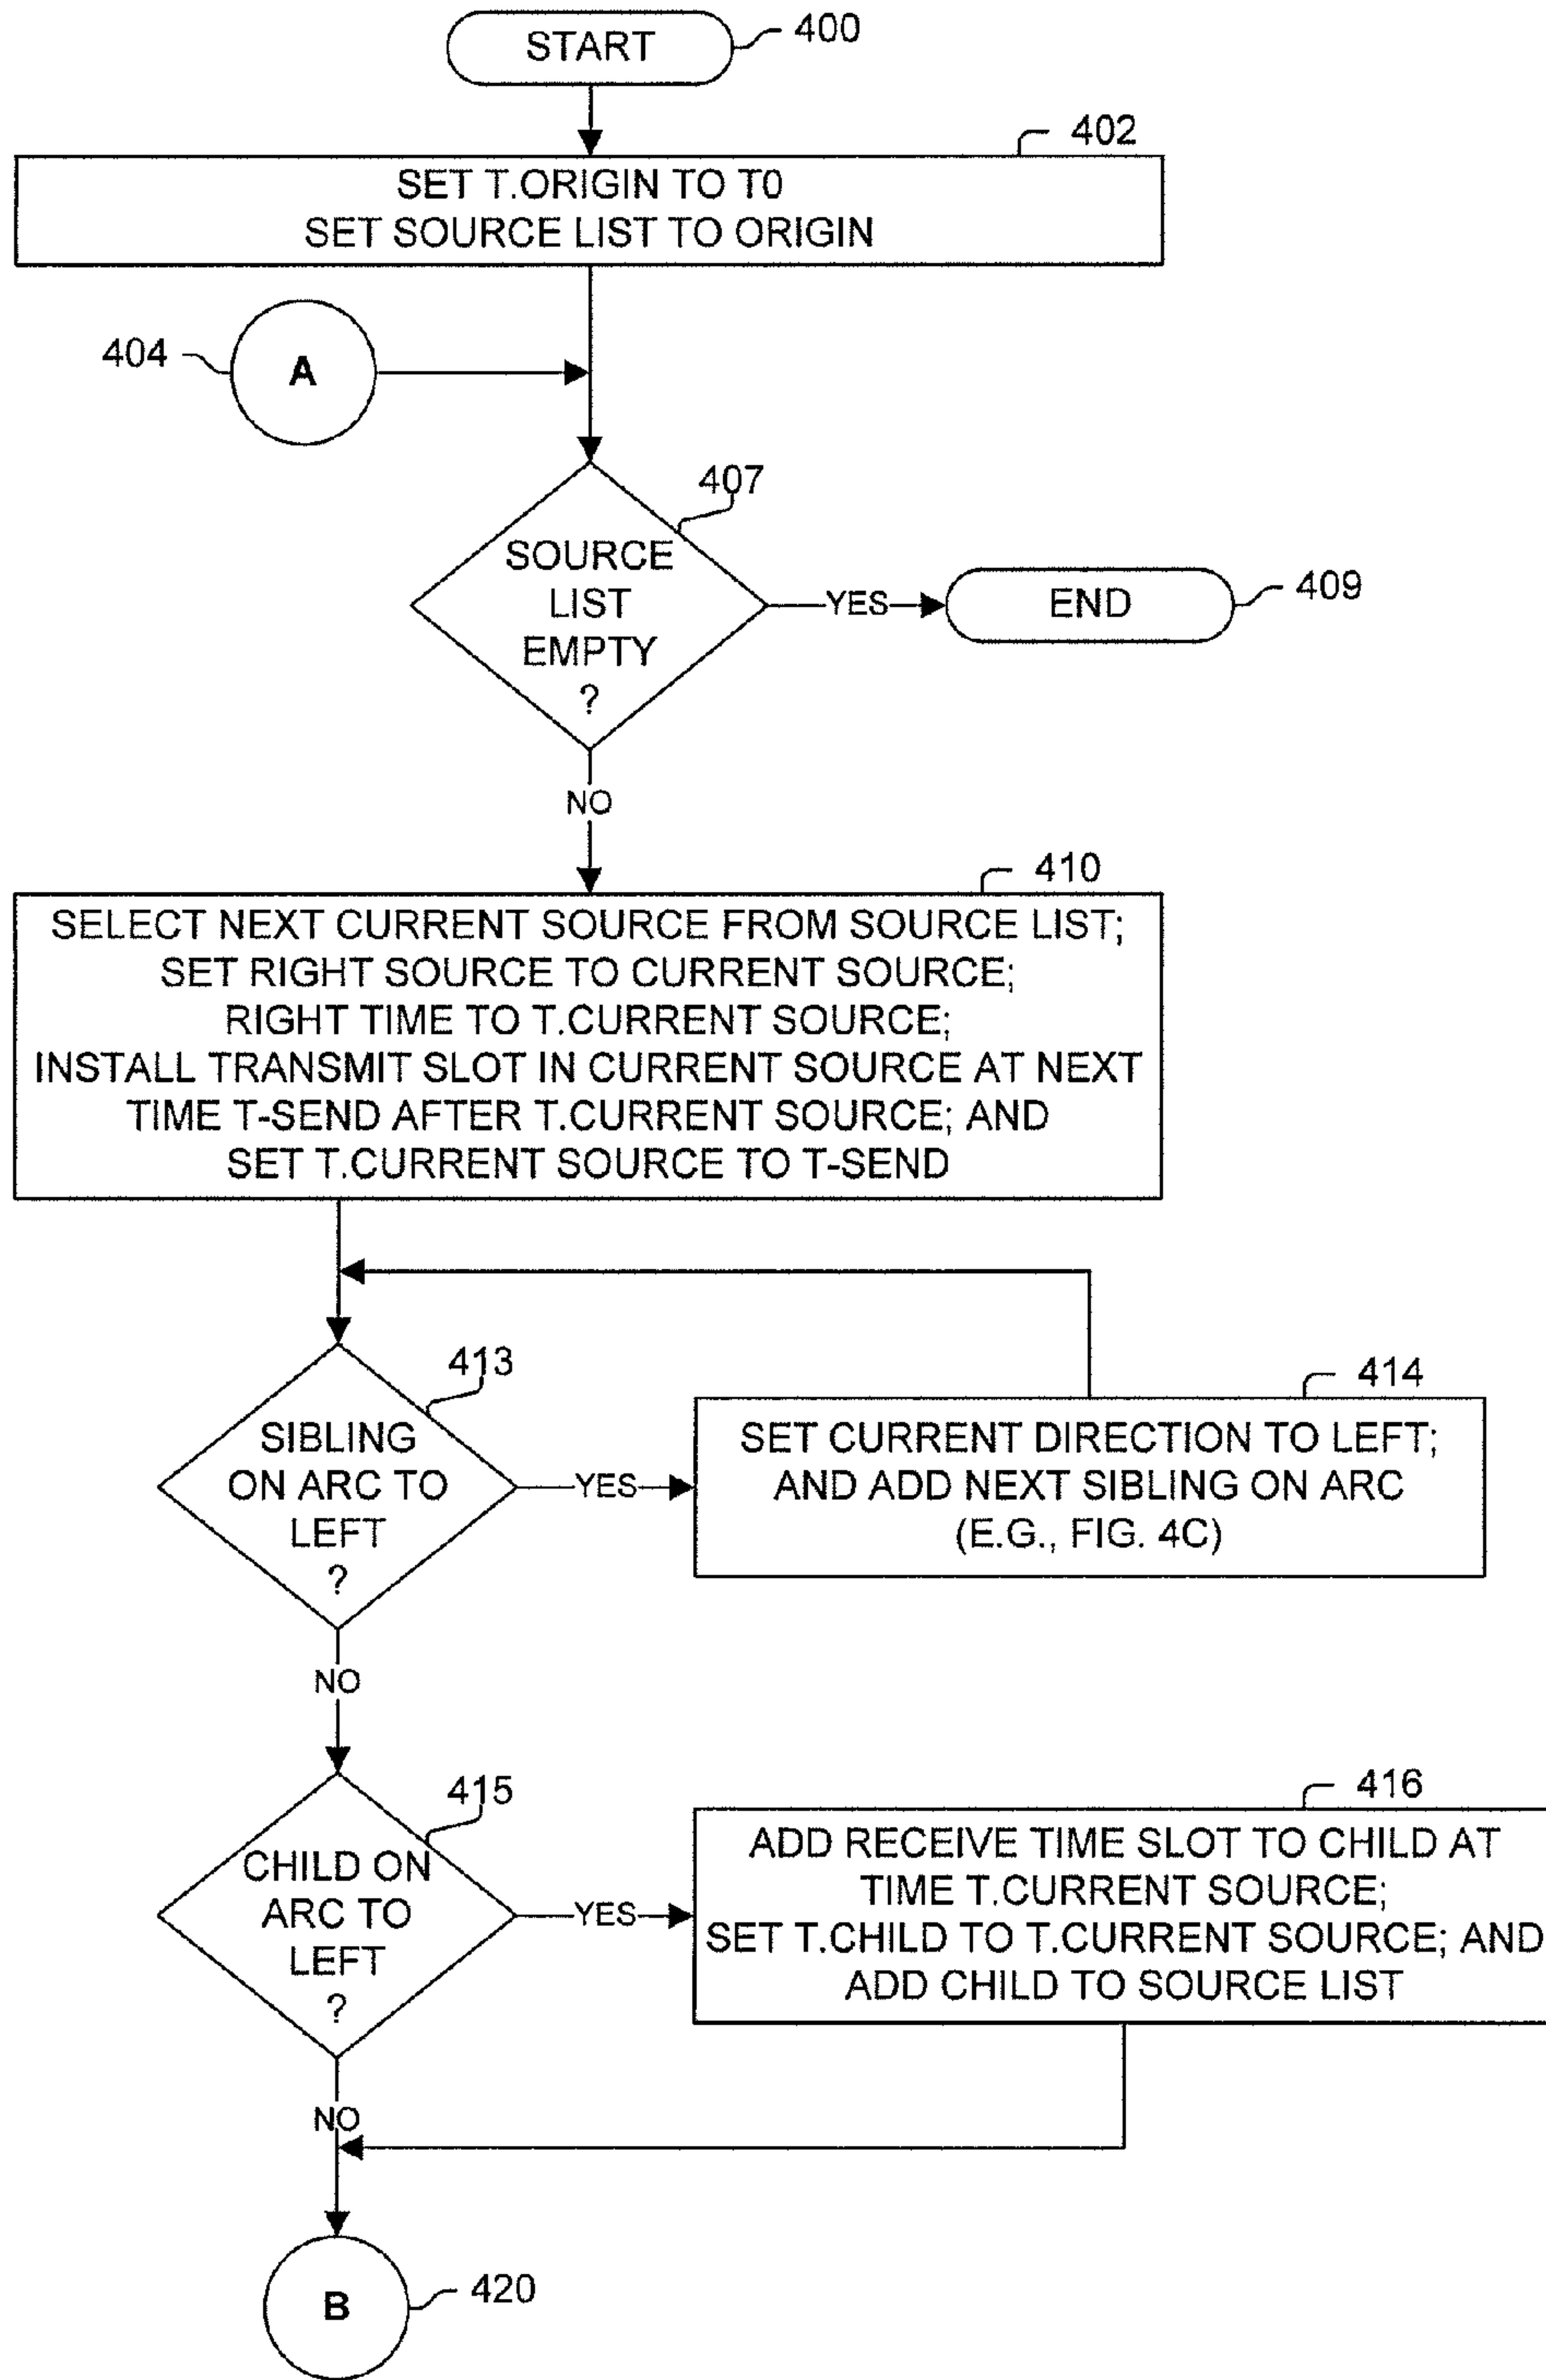 START
400
402
SET T.ORIGIN TO T0
SET SOURCE LIST TO ORIGIN
404
A
407
SOURCE
LIST
EMPTY
?
YES
END
409
NO
410
SELECT NEXT CURRENT SOURCE FROM SOURCE LIST;
SET RIGHT SOURCE TO CURRENT SOURCE;
RIGHT TIME TO T.CURRENT SOURCE;
INSTALL TRANSMIT SLOT IN CURRENT SOURCE AT NEXT
TIME T-SEND AFTER T.CURRENT SOURCE; AND
SET T.CURRENT SOURCE TO T-SEND
413
SIBLING
ON ARC TO
LEFT
?
YES
414
SET CURRENT DIRECTION TO LEFT;
AND ADD NEXT SIBLING ON ARC
(E.G., FIG. 4C)
NO
415
CHILD ON
ARC TO
LEFT
?
YES
416
ADD RECEIVE TIME SLOT TO CHILD AT
TIME T.CURRENT SOURCE;
SET T.CHILD TO T.CURRENT SOURCE; AND
ADD CHILD TO SOURCE LIST
NO
B
420